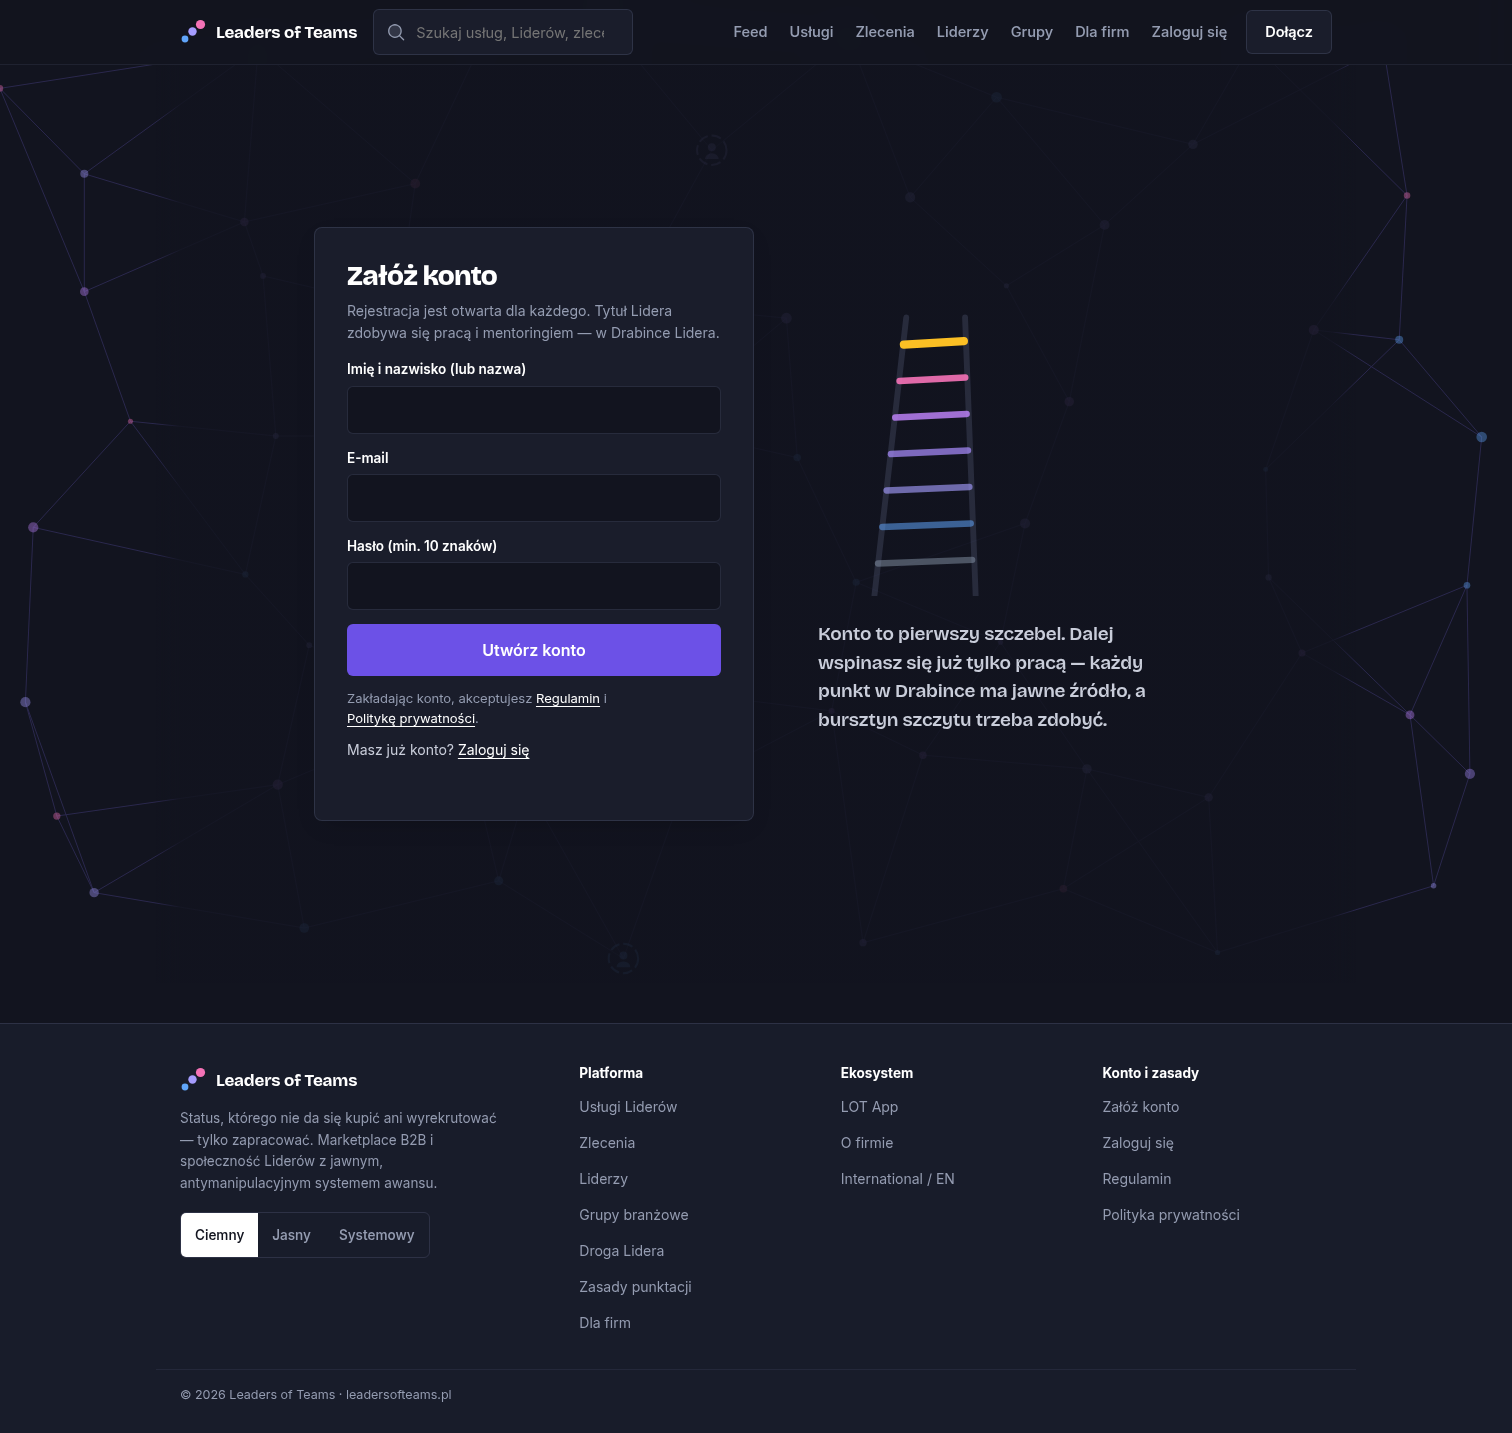 Leaders of Teams
Szukaj usług, Liderów, zlece
Feed
Usługi
Zlecenia
Liderzy
Grupy
Dla firm
Zaloguj się
Dołącz
Załóż konto
Rejestracja jest otwarta dla każdego. Tytuł Lidera
zdobywa się pracą i mentoringiem — w Drabince Lidera.
Imię i nazwisko (lub nazwa)
E-mail
Hasło (min. 10 znaków)
Utwórz konto
Zakładając konto, akceptujesz Regulamin i
Politykę prywatności.
Masz już konto? Zaloguj się
Konto to pierwszy szczebel. Dalej
wspinasz się już tylko pracą — każdy
punkt w Drabince ma jawne źródło, a
bursztyn szczytu trzeba zdobyć.
Leaders of Teams
Status, którego nie da się kupić ani wyrekrutować
— tylko zapracować. Marketplace B2B i
społeczność Liderów z jawnym,
antymanipulacyjnym systemem awansu.
Ciemny
Jasny
Systemowy
Platforma
Usługi Liderów
Zlecenia
Liderzy
Grupy branżowe
Droga Lidera
Zasady punktacji
Dla firm
Ekosystem
LOT App
O firmie
International / EN
Konto i zasady
Załóż konto
Zaloguj się
Regulamin
Polityka prywatności
© 2026 Leaders of Teams · leadersofteams.pl